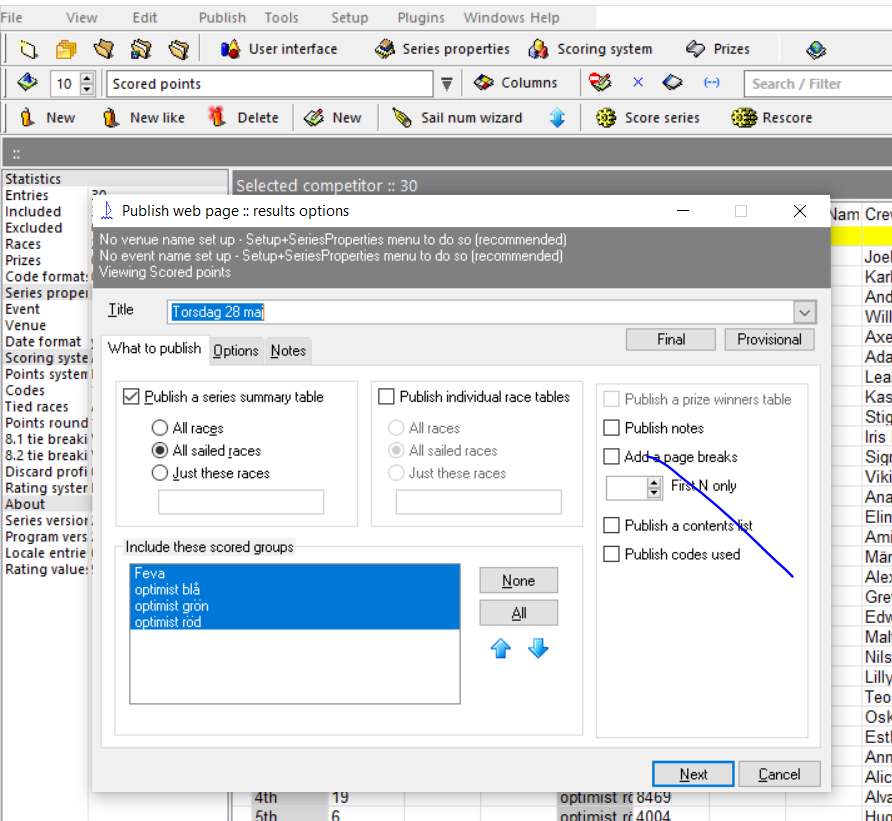 File View Edit Publish Tools Setup Plugins Windows Help
User interface Series properties Scoring system Prizes
10 Scored points Columns Search / Filter
New New like Delete New Sail num wizard Score series Rescore
::
Statistics
Selected competitor :: 30
Entries 30
Included
Excluded
Races
Prizes
Code formats
Series proper
Event
Venue
Date format
Scoring syste
Points system
Codes
Tied races
Points round
8.1 tie breaki
8.2 tie breaki
Discard profi
Rating syster
About
Series version
Program vers
Locale entrie
Rating values
Publish web page :: results options
No venue name set up - Setup+SeriesProperties menu to do so (recommended)
No event name set up - Setup+SeriesProperties menu to do so (recommended)
Viewing Scored points
Title Torsdag 28 maj
Final Provisional
What to publish Options Notes
Publish a series summary table
All races
All sailed races
Just these races
Publish individual race tables
All races
All sailed races
Just these races
Publish a prize winners table
Publish notes
Add a page breaks
First N only
Publish a contents list
Publish codes used
Include these scored groups
Feva
optimist blå
optimist grön
optimist röd
None
All
Next Cancel
Nam Crew
Joel
Karl
And
Will
Axe
Ada
Lea
Kas
Stig
Iris
Sigr
Viki
Ana
Elin
Ami
Mär
Alex
Gre
Edw
Mal
Nils
Lilly
Teo
Osk
Estl
Ann
Alic
4th 19 optimist rö 8469 Alva
5th 6 optimist rö 4004 Hug